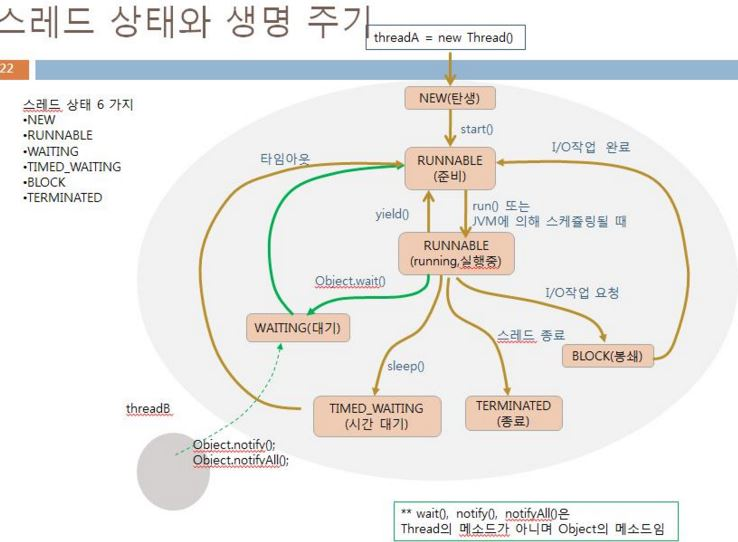 스레드 상태와 생명 주기
22
threadA = new Thread()
스레드 상태 6 가지
•NEW
•RUNNABLE
•WAITING
•TIMED_WAITING
•BLOCK
•TERMINATED
NEW(탄생)
start()
타임아웃
RUNNABLE
(준비)
I/O작업 완료
yield()
run() 또는
JVM에 의해 스케쥴링될 때
RUNNABLE
(running,실행중)
Object.wait()
I/O작업 요청
WAITING(대기)
스레드 종료
BLOCK(봉쇄)
sleep()
threadB
TIMED_WAITING
(시간 대기)
TERMINATED
(종료)
Object.notify();
Object.notifyAll();
** wait(), notify(), notifyAll()은
Thread의 메소드가 아니며 Object의 메소드임